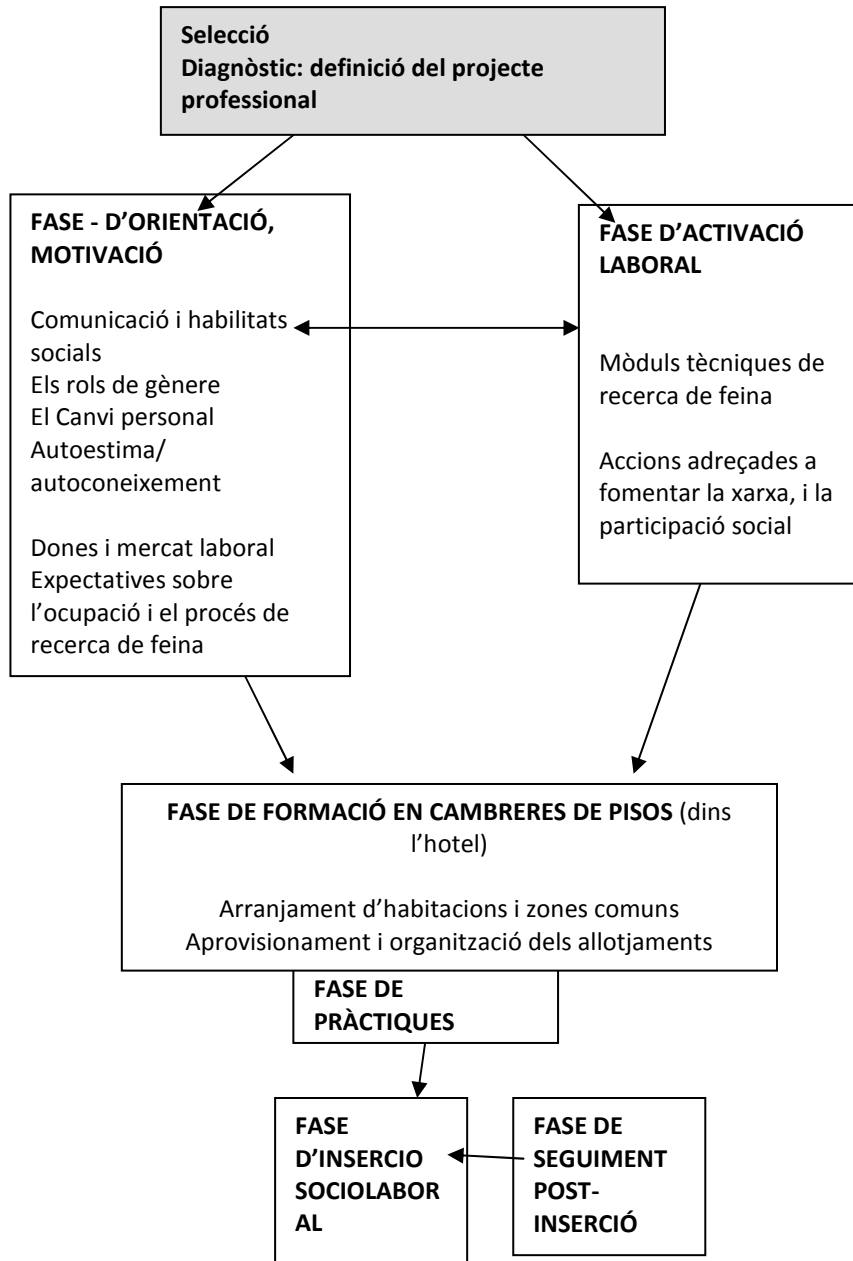 Selecció
Diagnòstic: definició del projecte
professional
FASE - D’ORIENTACIÓ,
MOTIVACIÓ
Comunicació i habilitats
socials
Els rols de gènere
El Canvi personal
Autoestima/
autoconeixement
Dones i mercat laboral
Expectatives sobre
l’ocupació i el procés de
recerca de feina
FASE D’ACTIVACIÓ
LABORAL
Mòduls tècniques de
recerca de feina
Accions adreçades a
fomentar la xarxa, i la
participació social
FASE DE FORMACIÓ EN CAMBRERES DE PISOS (dins
l’hotel)
Arranjament d’habitacions i zones comuns
Aprovisionament i organització dels allotjaments
FASE DE
PRÀCTIQUES
FASE
D’INSERCIO
SOCIOLABOR
AL
FASE DE
SEGUIMENT
POST-
INSERCIÓ